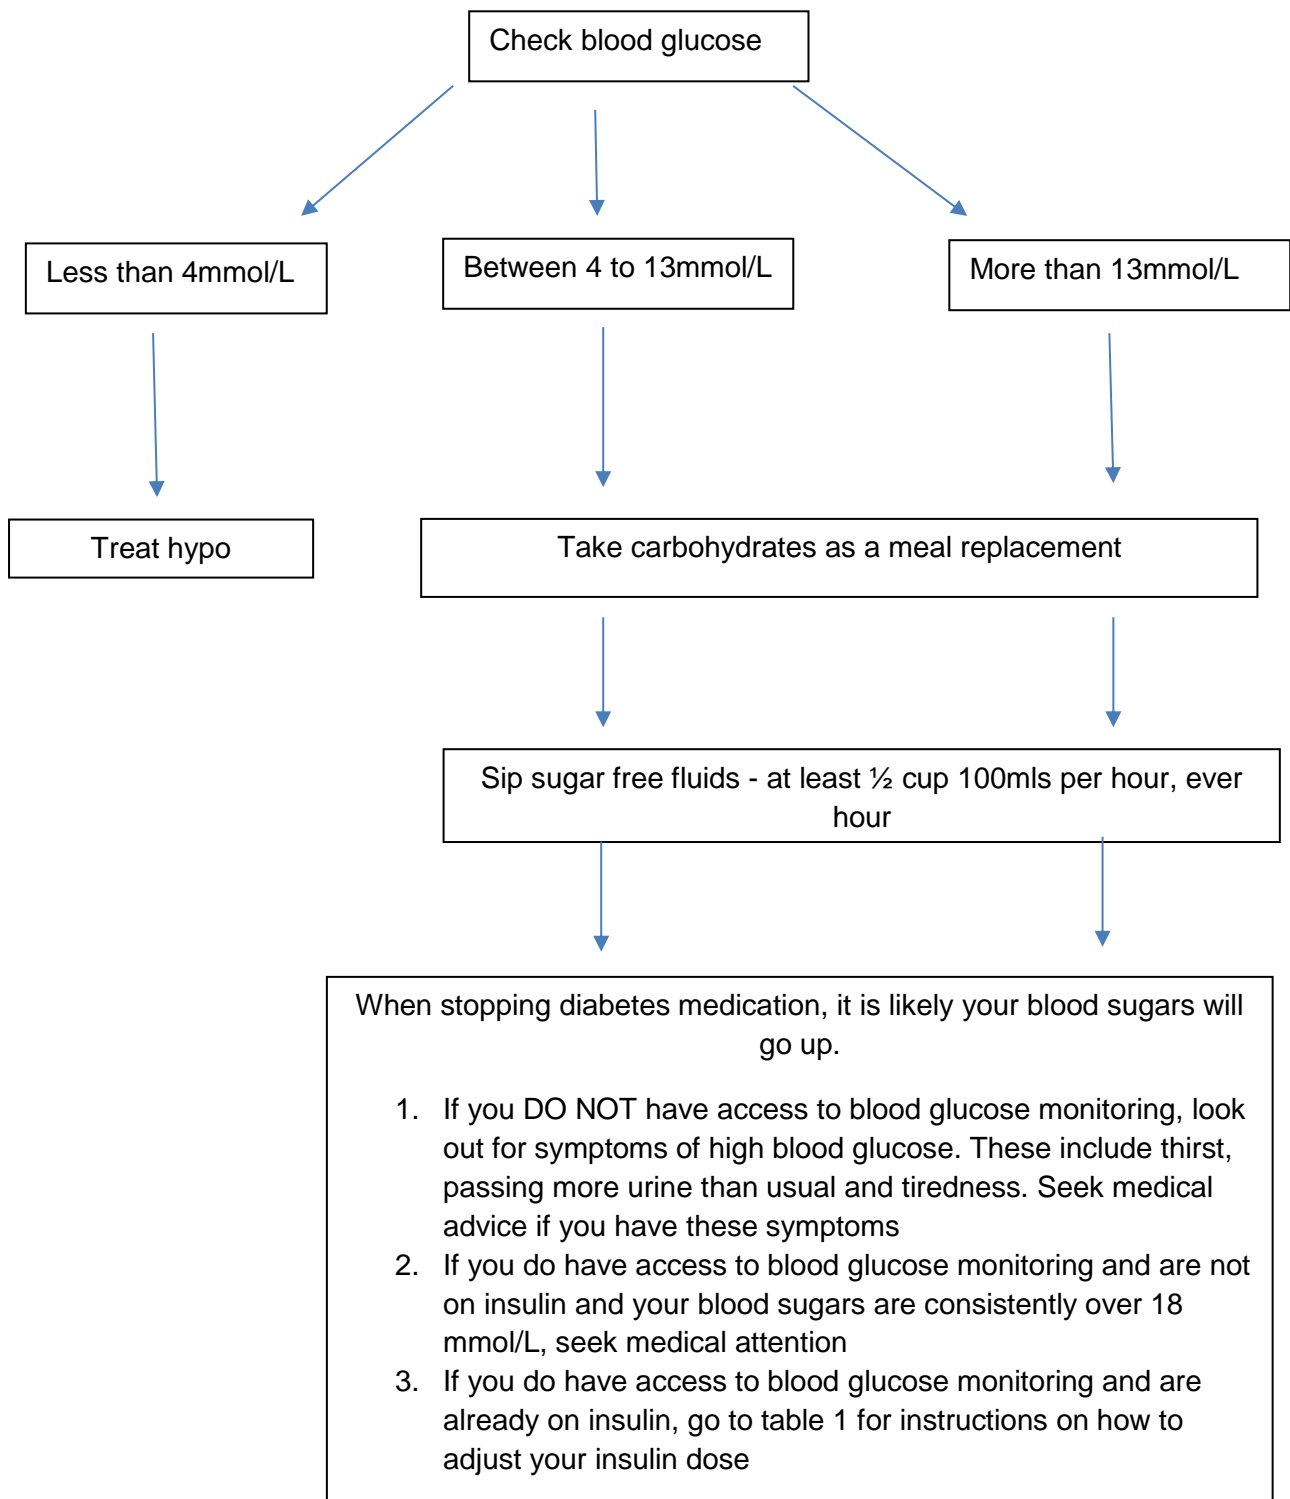 Check blood glucose
Less than 4mmol/L
Between 4 to 13mmol/L
More than 13mmol/L
Treat hypo
Take carbohydrates as a meal replacement
Sip sugar free fluids - at least ½ cup 100mls per hour, ever
hour
When stopping diabetes medication, it is likely your blood sugars will
go up.
1. If you DO NOT have access to blood glucose monitoring, look
out for symptoms of high blood glucose. These include thirst,
passing more urine than usual and tiredness. Seek medical
advice if you have these symptoms
2. If you do have access to blood glucose monitoring and are not
on insulin and your blood sugars are consistently over 18
mmol/L, seek medical attention
3. If you do have access to blood glucose monitoring and are
already on insulin, go to table 1 for instructions on how to
adjust your insulin dose